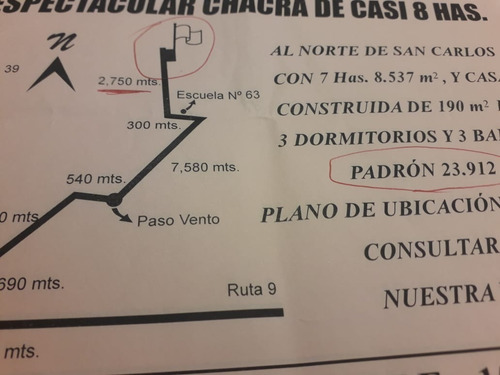 ESPECTACULAR CHACRA DE CASI 8 HAS.
n
39
2,750 mts.
Escuela Nº 63
300 mts.
7,580 mts.
540 mts.
Paso Vento
0 mts.
690 mts.
Ruta 9
mts.
AL NORTE DE SAN CARLOS
CON 7 Has. 8.537 m², Y CASA
CONSTRUIDA DE 190 m²
3 DORMITORIOS Y 3 BA
PADRÓN 23.912
PLANO DE UBICACIÓN
CONSULTAR
NUESTRA